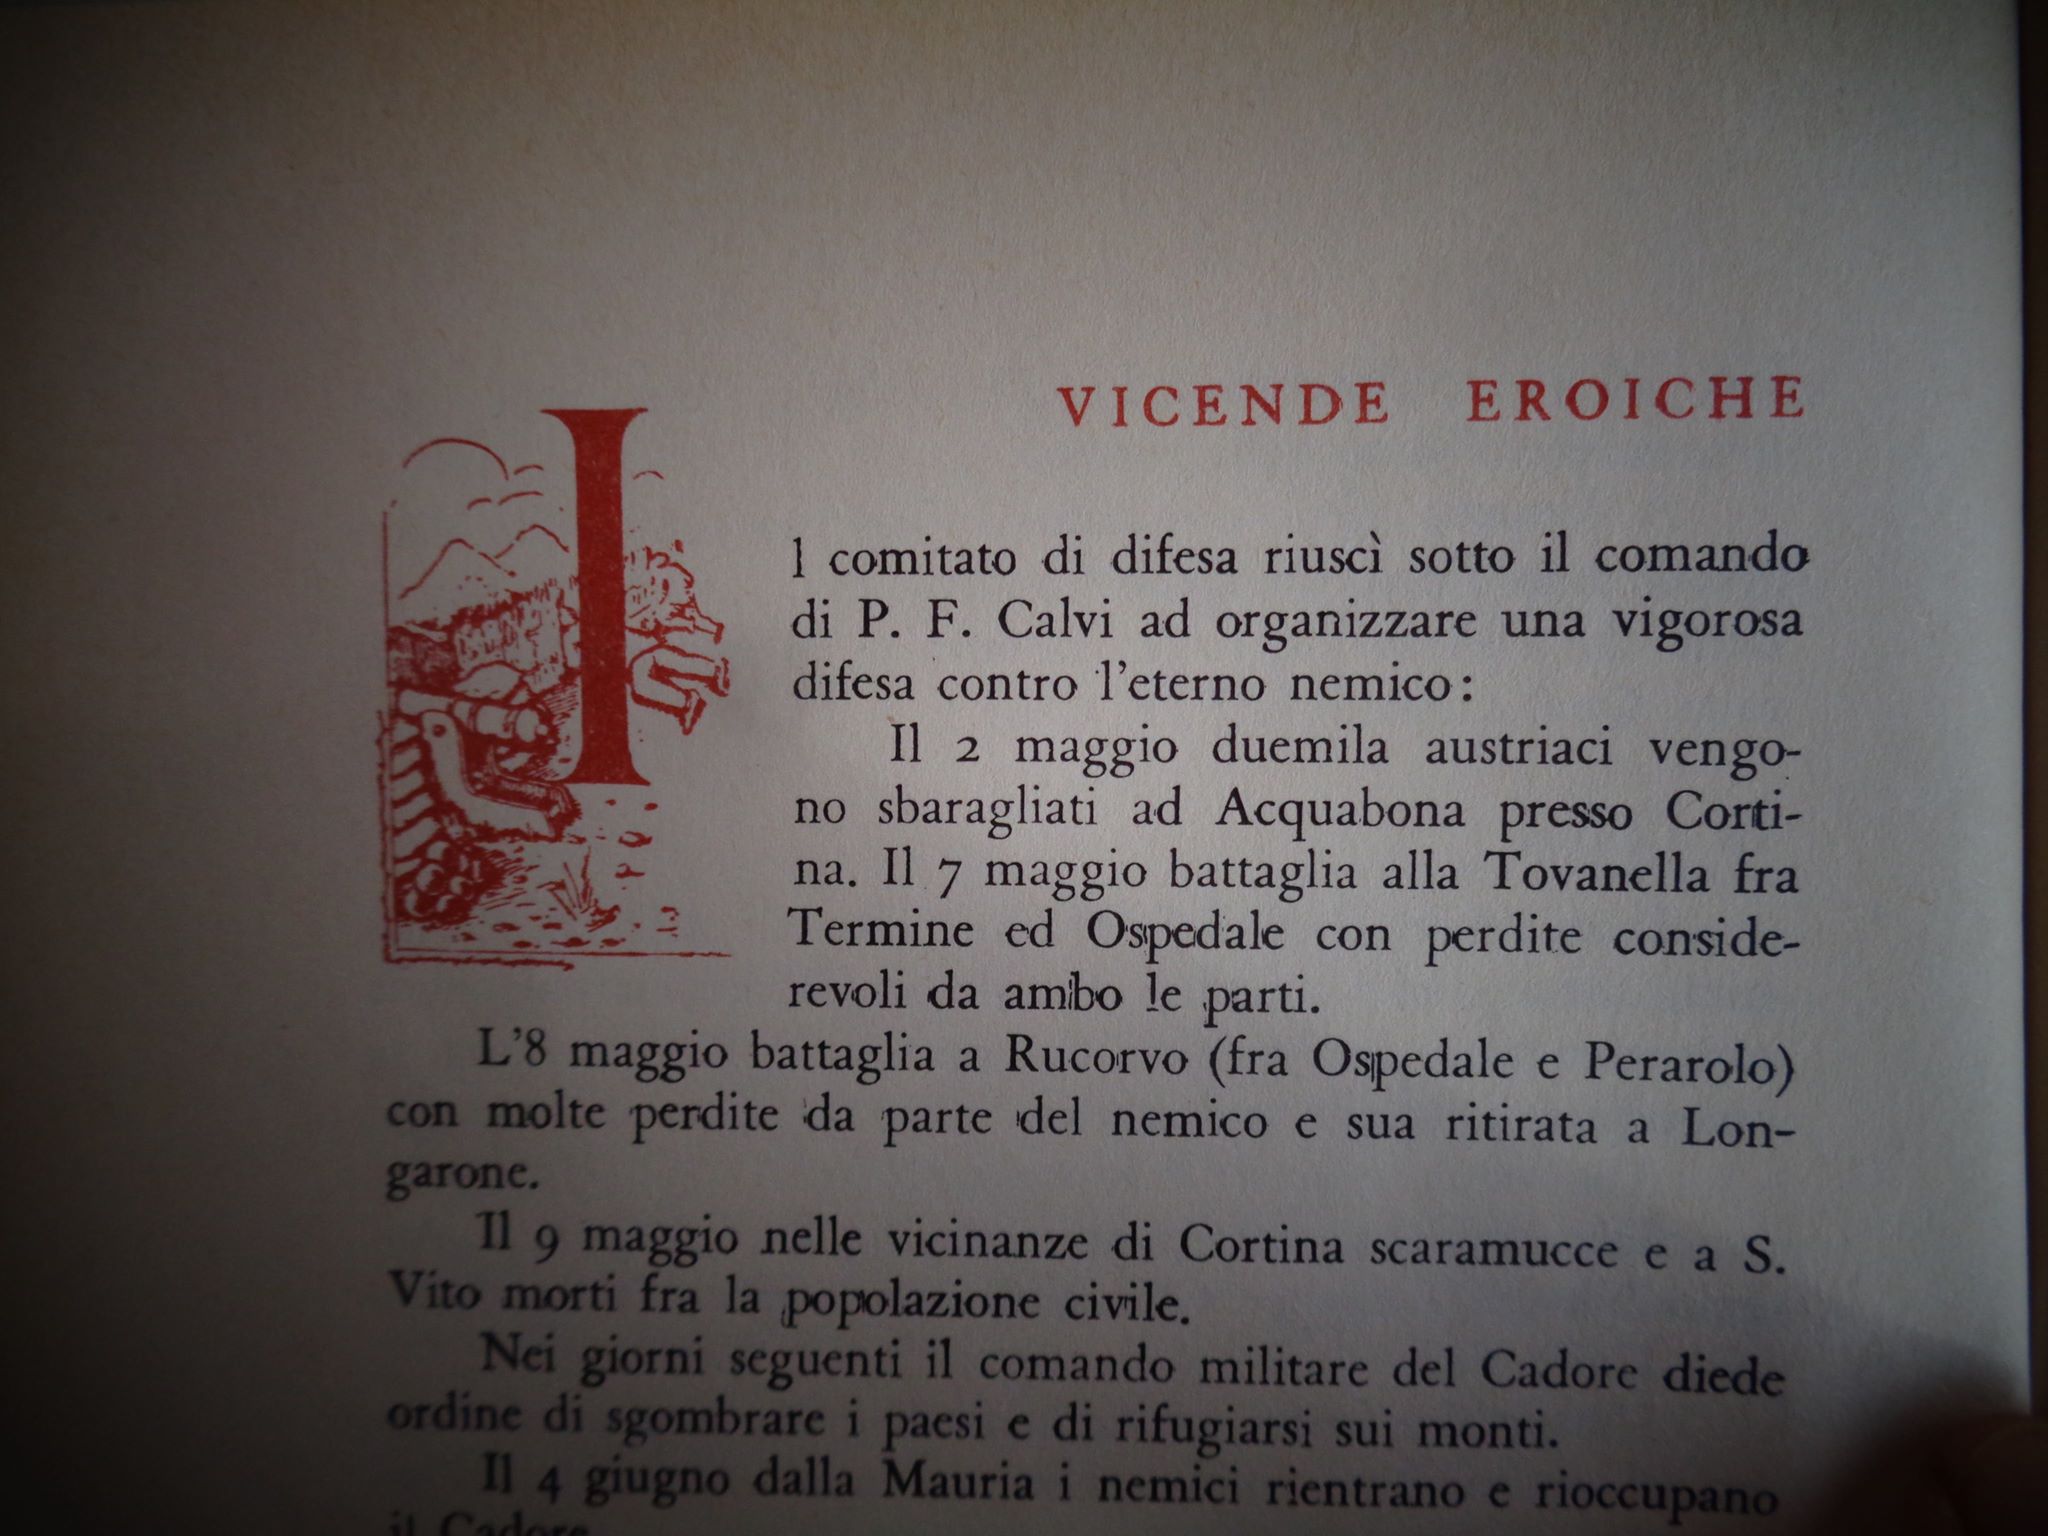 VICENDE EROICHE
Il comitato di difesa riuscì sotto il comando
di P. F. Calvi ad organizzare una vigorosa
difesa contro l'eterno nemico:
Il 2 maggio duemila austriaci vengo-
no sbaragliati ad Acquabona presso Corti-
na. Il 7 maggio battaglia alla Tovanella fra
Termine ed Ospedale con perdite conside-
revoli da ambo le parti.
L'8 maggio battaglia a Rucorvo (fra Ospedale e Perarolo)
con molte perdite da parte del nemico e sua ritirata a Lon-
garone.
Il 9 maggio nelle vicinanze di Cortina scaramucce e a S.
Vito morti fra la popolazione civile.
Nei giorni seguenti il comando militare del Cadore diede
ordine di sgombrare i paesi e di rifugiarsi sui monti.
Il 4 giugno dalla Mauria i nemici rientrano e rioccupano
il Cadore